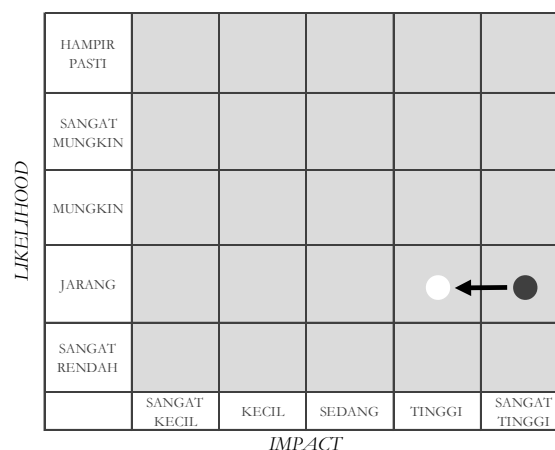 HAMPIR
PASTI
SANGAT
MUNGKIN
MUNGKIN
JARANG
SANGAT
RENDAH
LIKELIHOOD
SANGAT
KECIL
KECIL
SEDANG
TINGGI
SANGAT
TINGGI
IMPACT